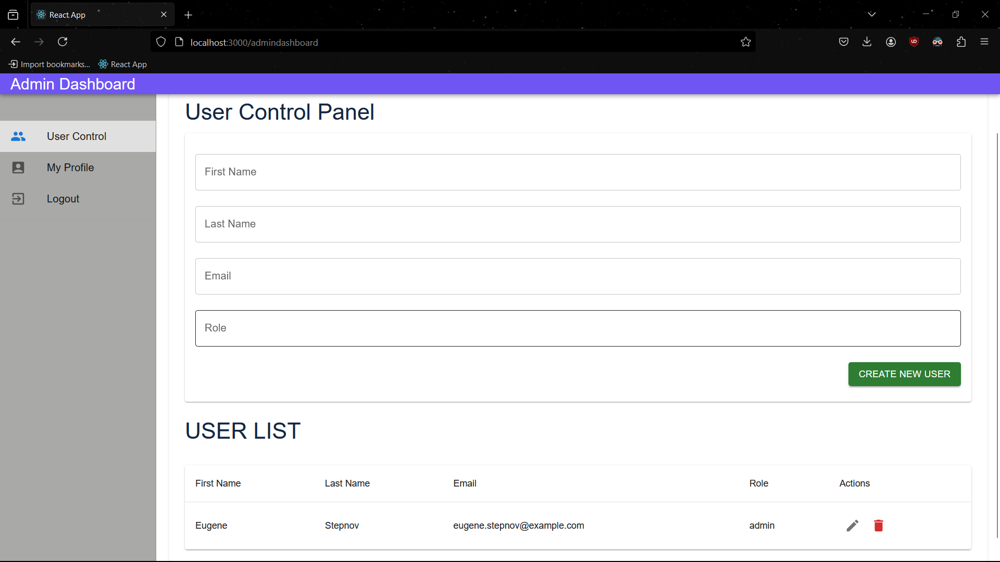 React App
localhost:3000/admindashboard
Import bookmarks... React App
Admin Dashboard
User Control
My Profile
Logout
User Control Panel
First Name
Last Name
Email
Role
CREATE NEW USER
USER LIST
First Name Last Name Email Role Actions
Eugene Stepnov eugene.stepnov@example.com admin